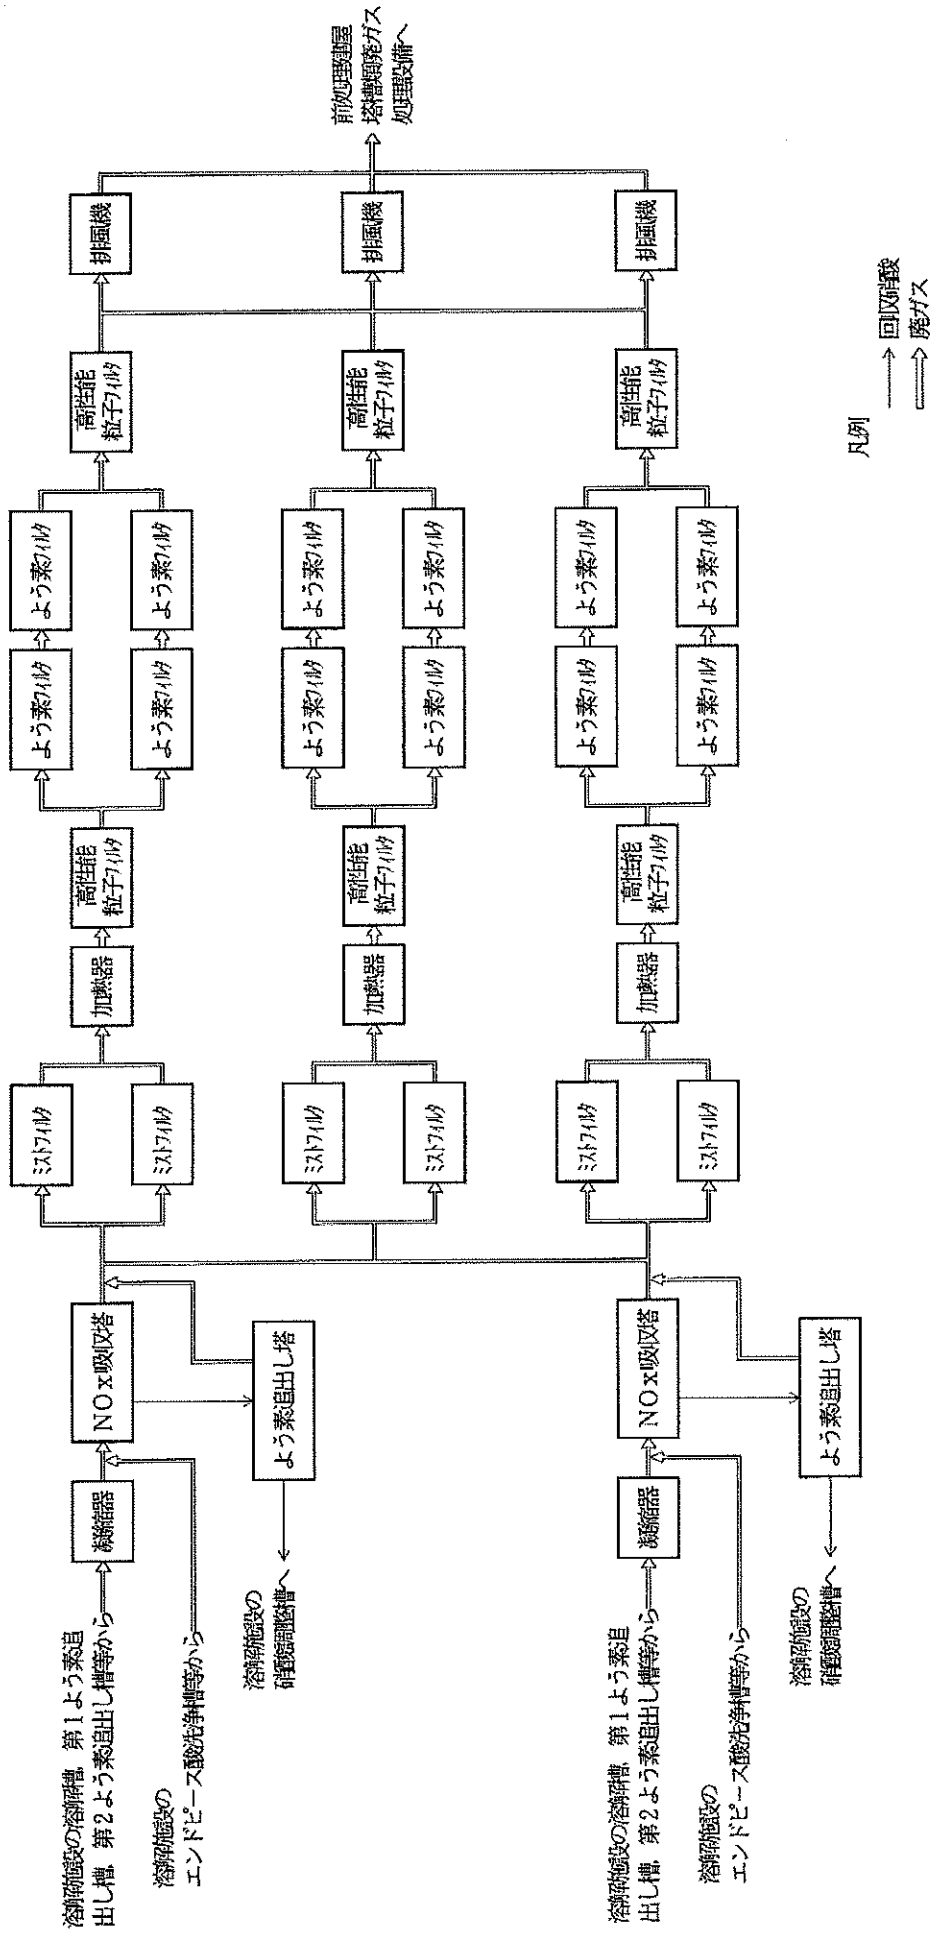 溶解施設の溶解槽，第1よう素追
出し槽，第2よう素追出し槽等から
溶解施設の
エンドピース酸洗浄槽等から
凝縮器
NOx吸収塔
よう素追出し塔
溶解施設の
硝酸調整槽へ
ミストフィルタ
ミストフィルタ
加熱器
高性能
粒子フィルタ
よう素フィルタ
よう素フィルタ
よう素フィルタ
よう素フィルタ
高性能
粒子フィルタ
排風機
ミストフィルタ
ミストフィルタ
加熱器
高性能
粒子フィルタ
よう素フィルタ
よう素フィルタ
よう素フィルタ
よう素フィルタ
高性能
粒子フィルタ
排風機
前処理建屋
塔槽類廃ガス
処理設備へ
溶解施設の溶解槽，第1よう素追
出し槽，第2よう素追出し槽等から
溶解施設の
エンドピース酸洗浄槽等から
凝縮器
NOx吸収塔
よう素追出し塔
溶解施設の
硝酸調整槽へ
ミストフィルタ
ミストフィルタ
加熱器
高性能
粒子フィルタ
よう素フィルタ
よう素フィルタ
よう素フィルタ
よう素フィルタ
高性能
粒子フィルタ
排風機
凡例
回収硝酸
廃ガス